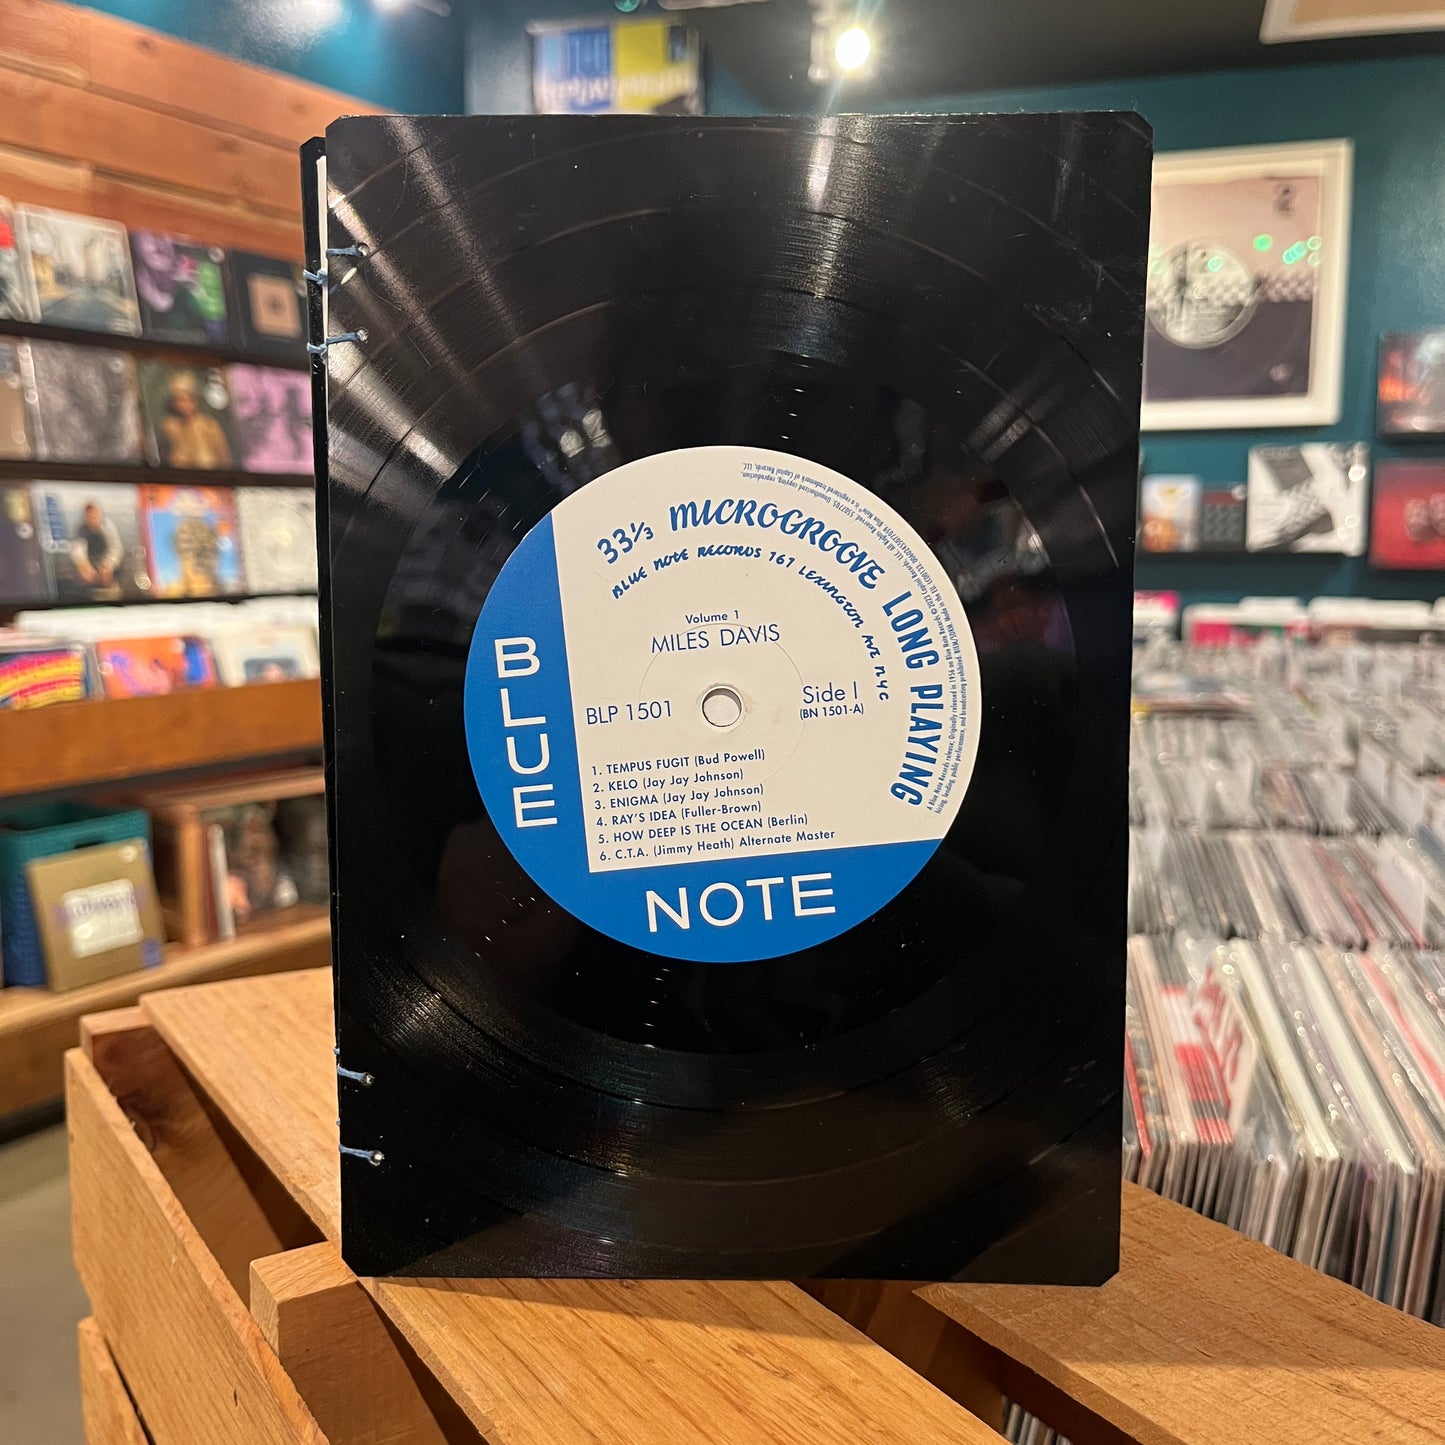 33⅓ MICROGROOVE LONG PLAYING
BLUE NOTE RECORDS 767 LEXINGTON AVE NYC
Volume 1
MILES DAVIS
BLP 1501
Side 1
(BN 1501-A)
1. TEMPUS FUGIT (Bud Powell)
2. KELO (Jay Jay Johnson)
3. ENIGMA (Jay Jay Johnson)
4. RAY'S IDEA (Fuller-Brown)
5. HOW DEEP IS THE OCEAN (Berlin)
6. C.T.A. (Jimmy Heath) Alternate Master
BLUE
NOTE